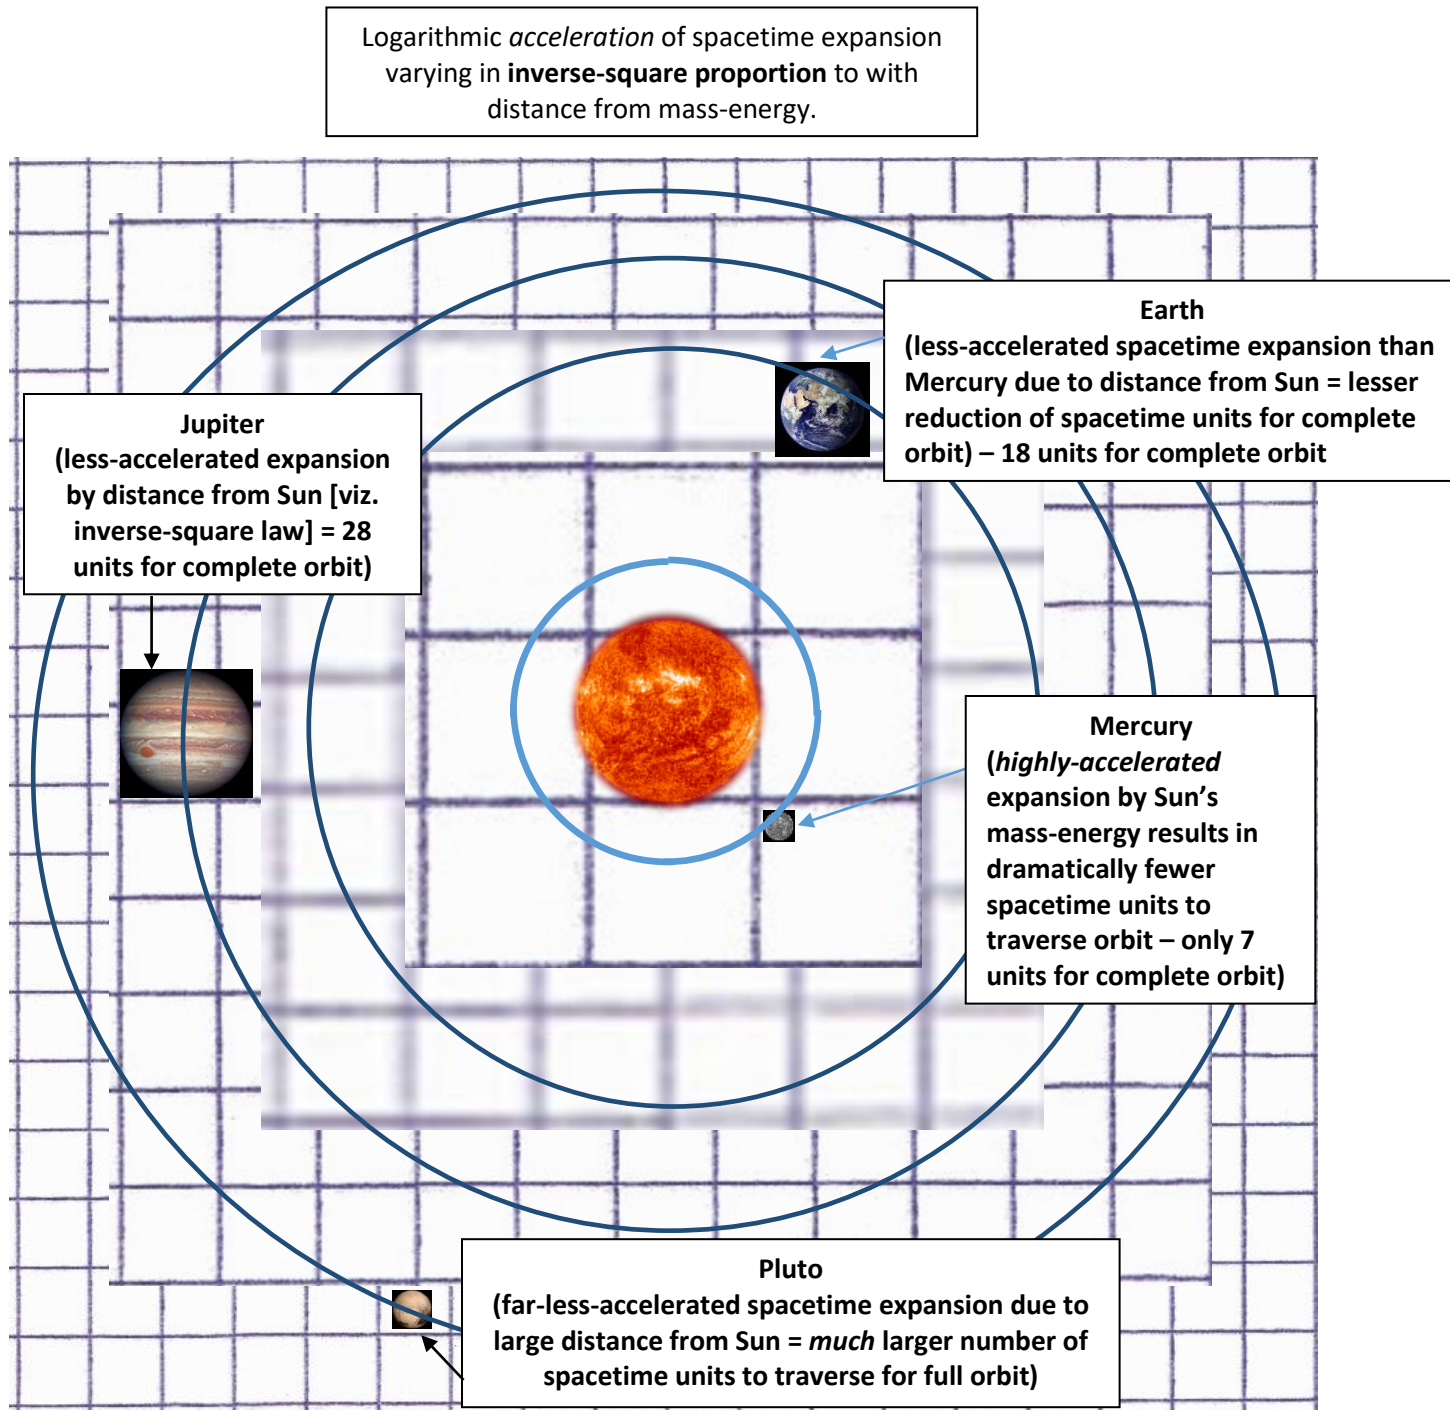 Logarithmic acceleration of spacetime expansion
varying in inverse-square proportion to with
distance from mass-energy.
Earth
(less-accelerated spacetime expansion than
Mercury due to distance from Sun = lesser
reduction of spacetime units for complete
orbit) – 18 units for complete orbit
Jupiter
(less-accelerated expansion
by distance from Sun [viz.
inverse-square law] = 28
units for complete orbit)
Mercury
(highly-accelerated
expansion by Sun’s
mass-energy results in
dramatically fewer
spacetime units to
traverse orbit – only 7
units for complete orbit)
Pluto
(far-less-accelerated spacetime expansion due to
large distance from Sun = much larger number of
spacetime units to traverse for full orbit)